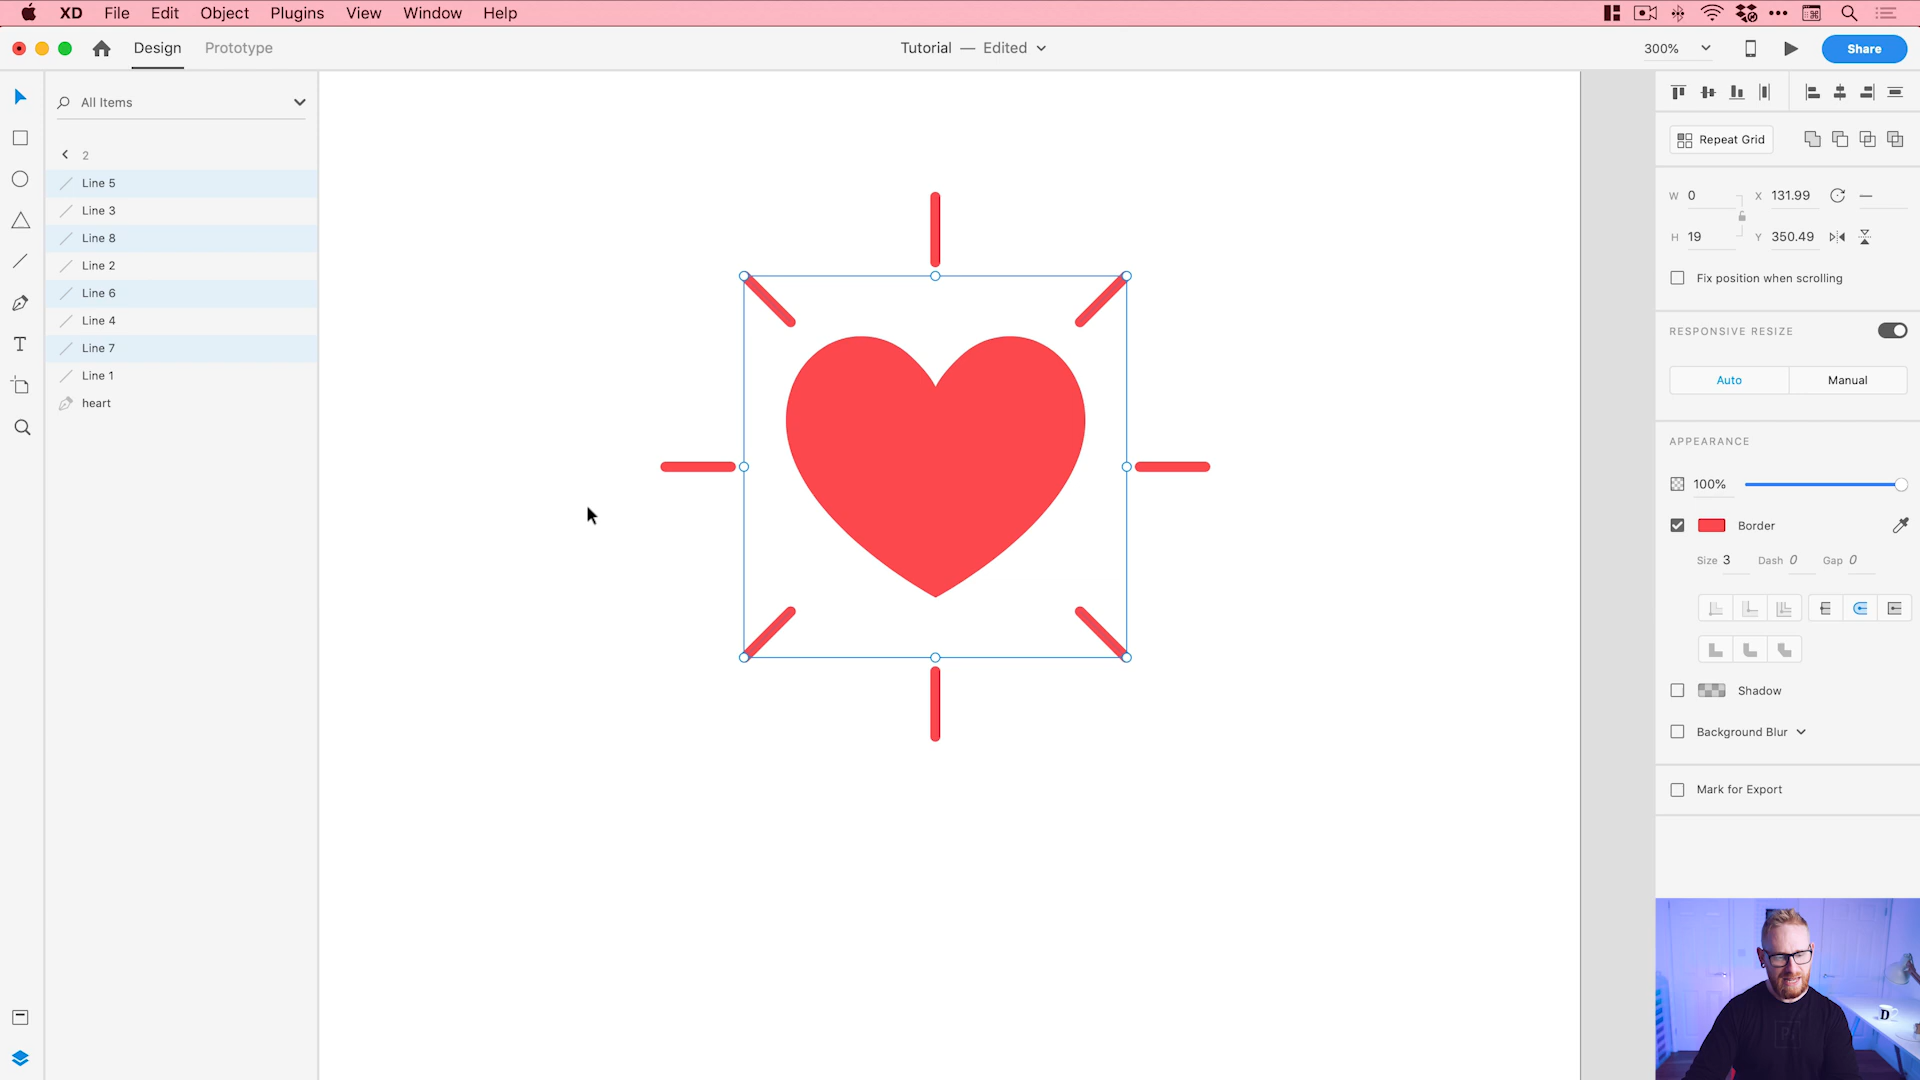 XD File Edit Object Plugins View Window Help
Design Prototype
Tutorial — Edited
300%
Share
All Items
2
Line 5
Line 3
Line 8
Line 2
Line 6
Line 4
Line 7
Line 1
heart
Repeat Grid
W 0 X 131.99
H 19 Y 350.49
Fix position when scrolling
RESPONSIVE RESIZE
Auto Manual
APPEARANCE
100%
Border
Size 3 Dash 0 Gap 0
Shadow
Background Blur
Mark for Export
D